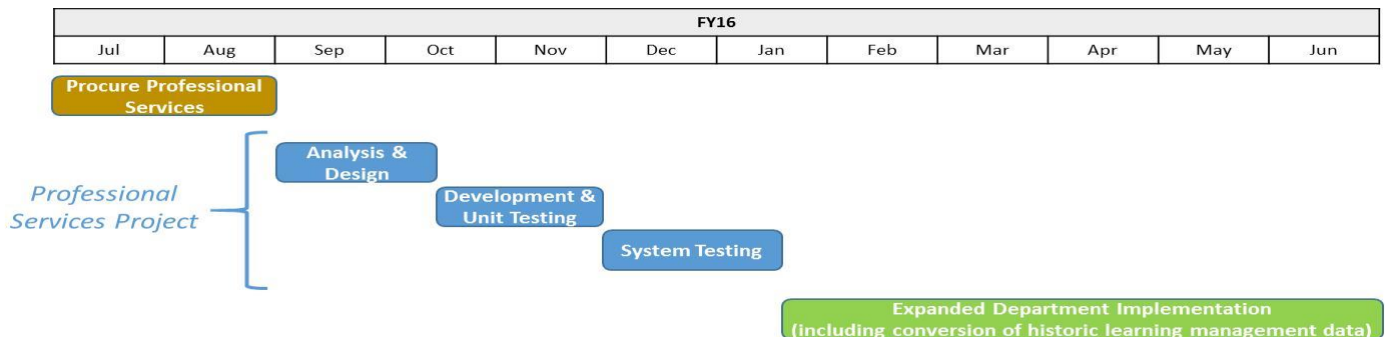 FY16
Jul Aug Sep Oct Nov Dec Jan Feb Mar Apr May Jun
Procure Professional
Services
Analysis &
Design
Professional
Services Project
Development &
Unit Testing
System Testing
Expanded Department Implementation
(including conversion of historic learning management data)